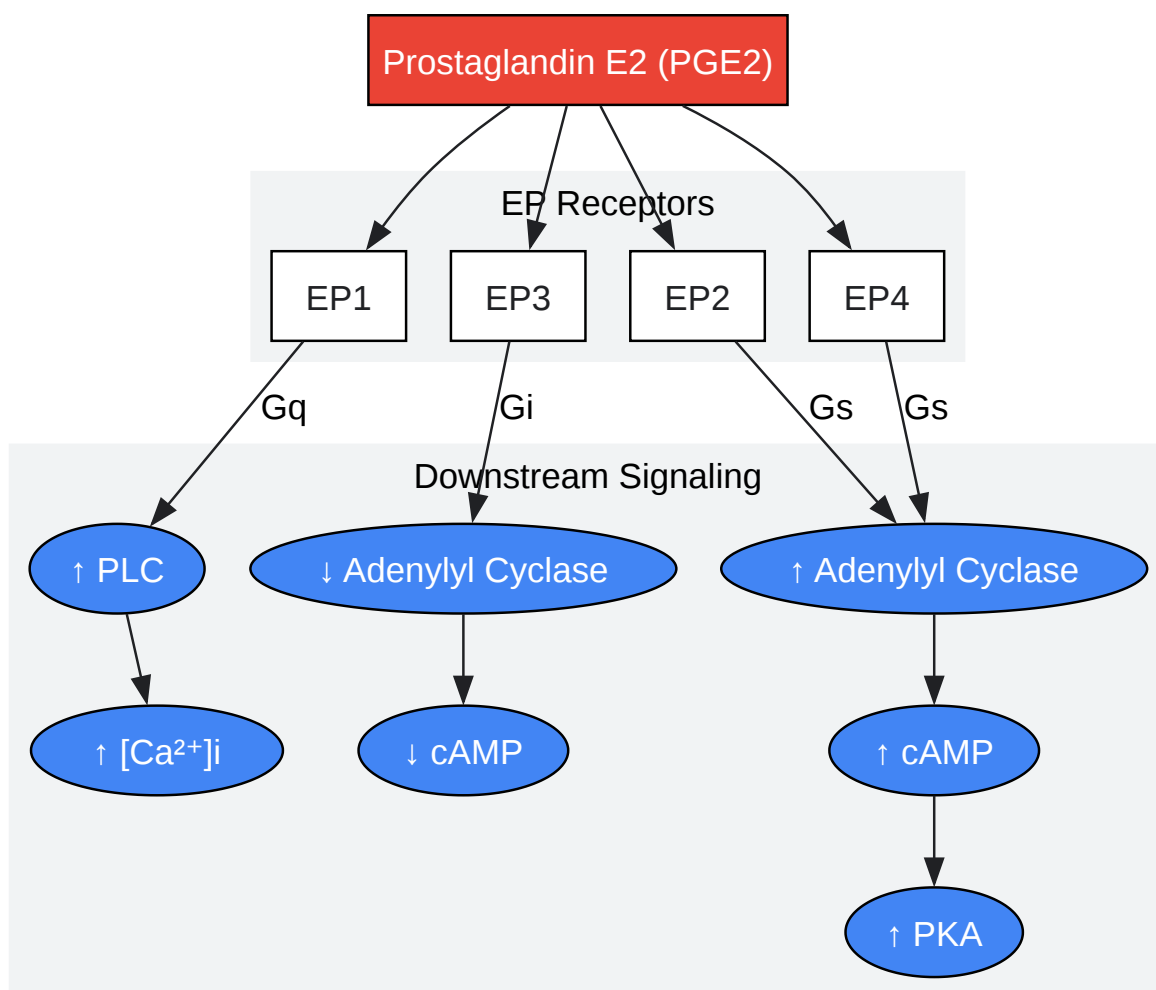 Prostaglandin E2 (PGE2)
EP Receptors
EP1
EP3
EP2
EP4
Gq
Gi
Gs
Gs
Downstream Signaling
↑ PLC
↓ Adenylyl Cyclase
↑ Adenylyl Cyclase
↑ [Ca²⁺]i
↓ cAMP
↑ cAMP
↑ PKA